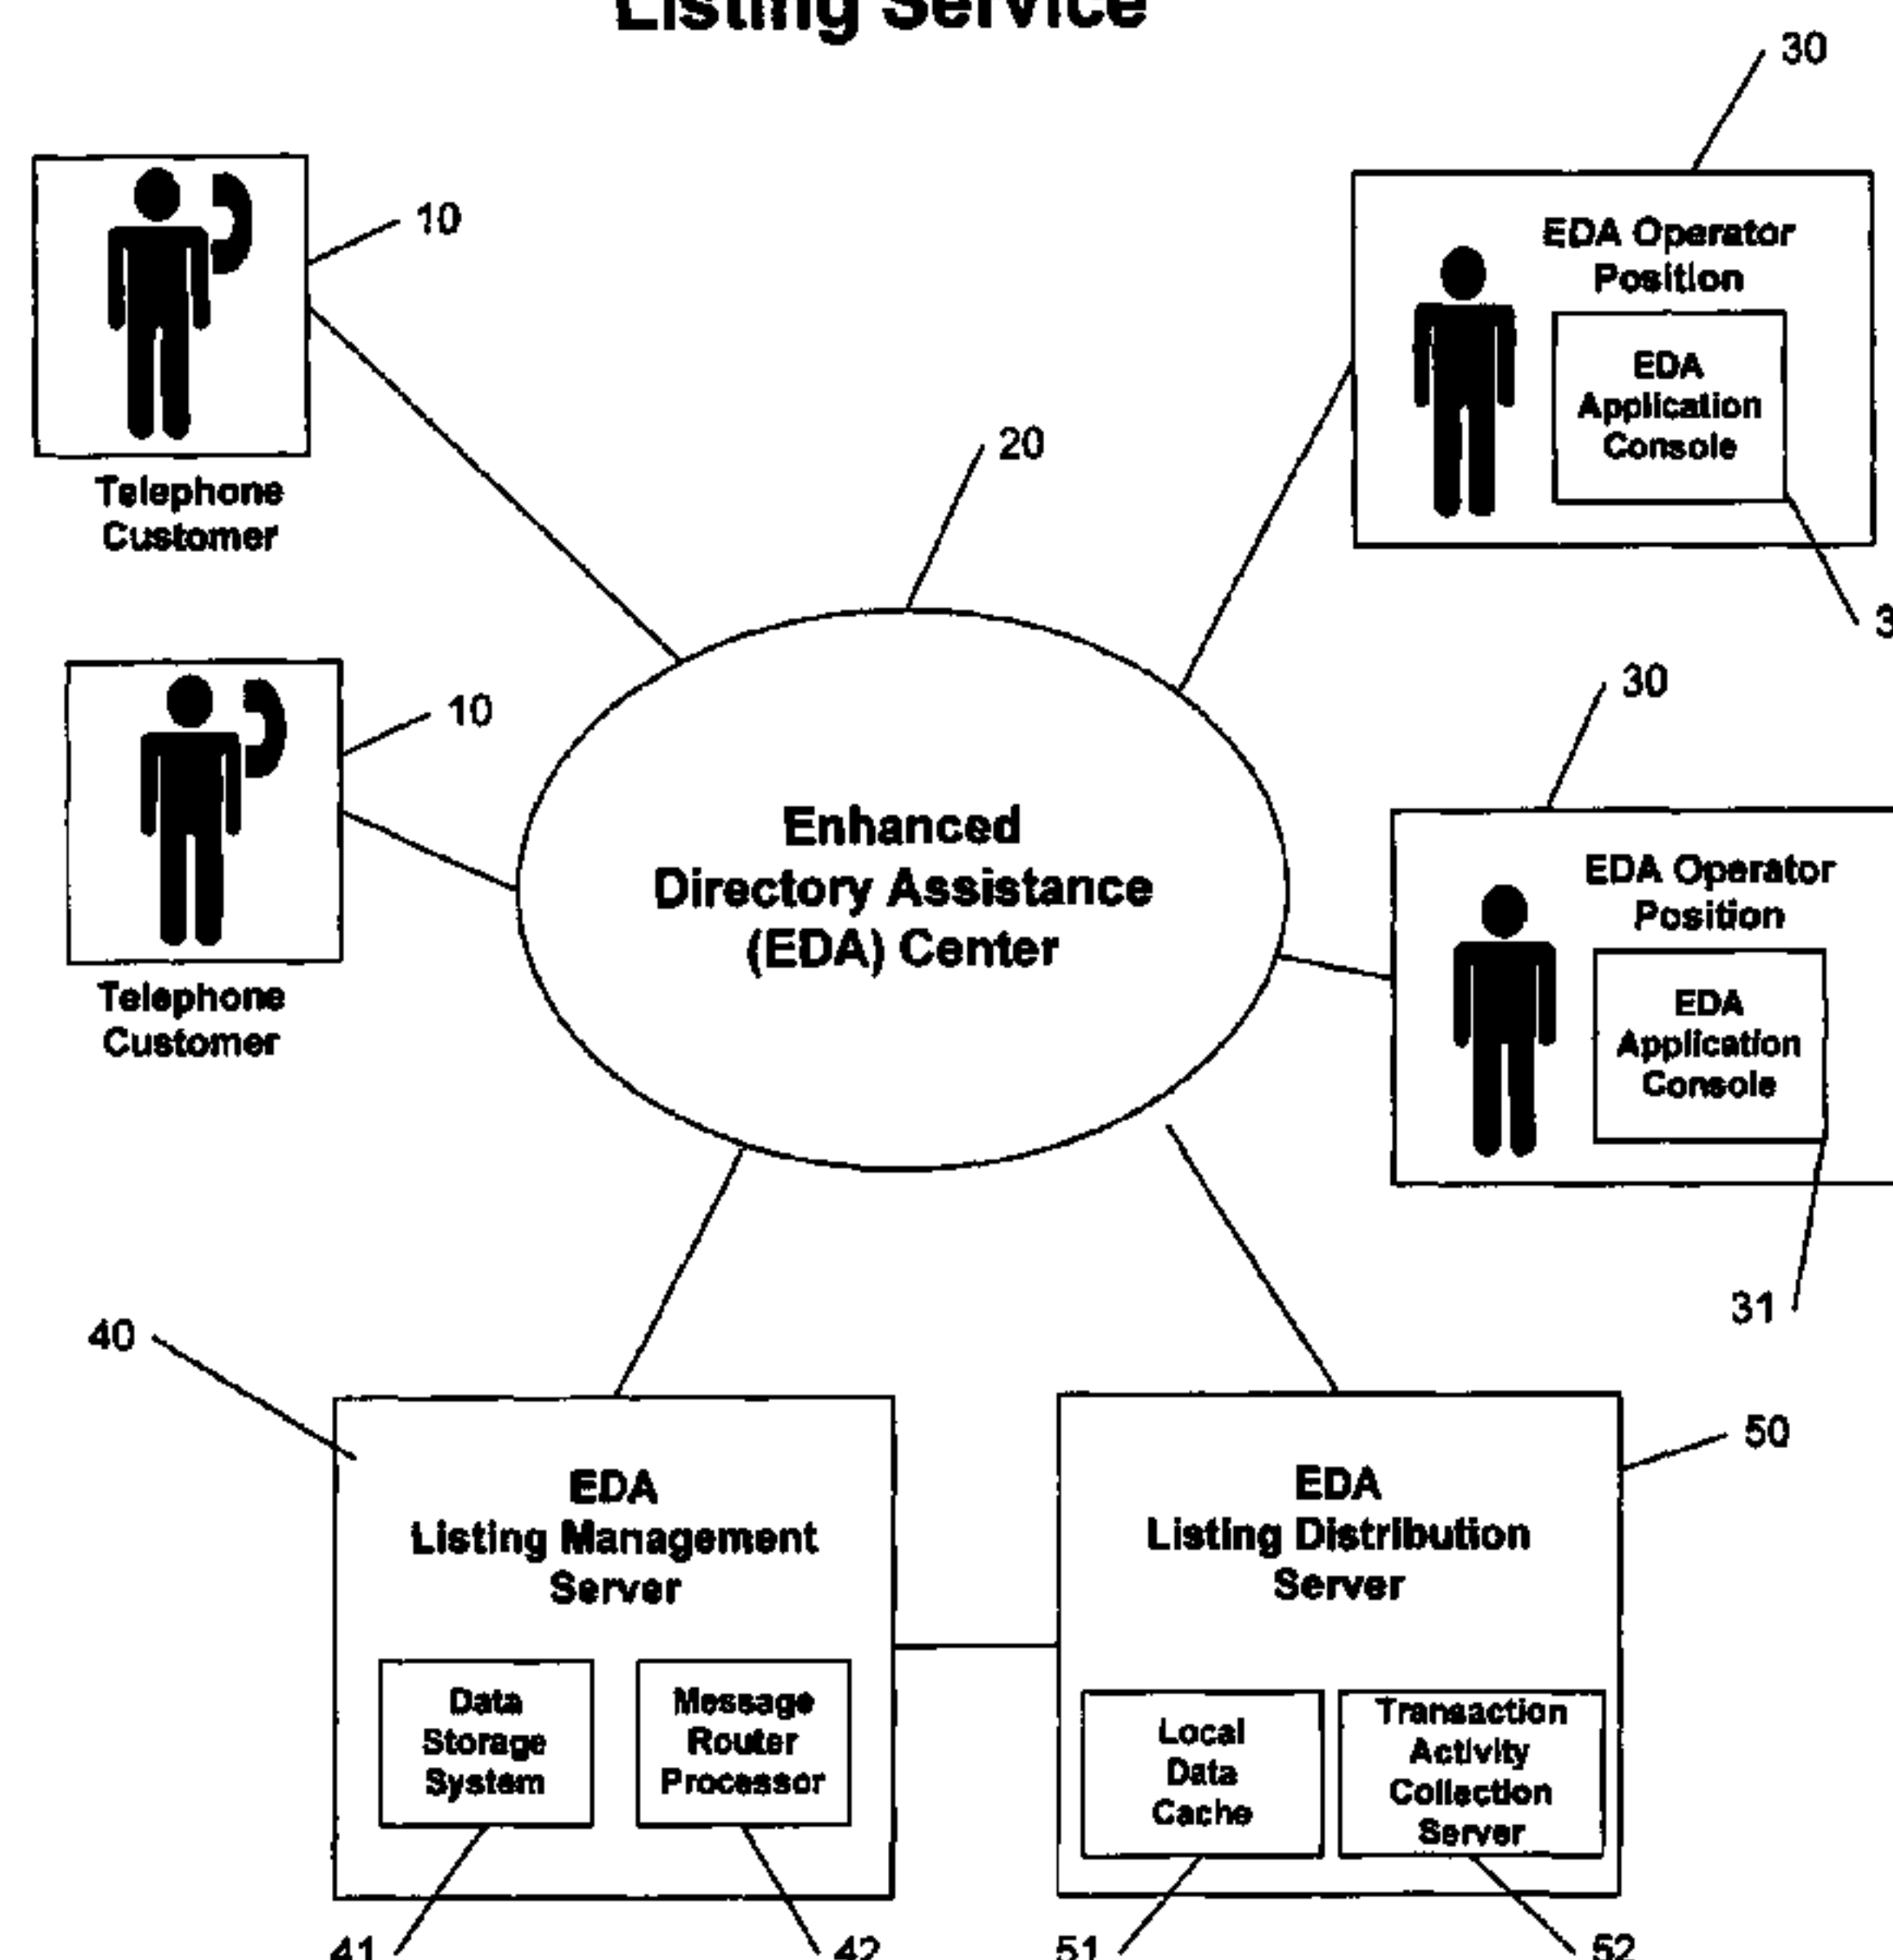 Listing Service
30
10
EDA Operator
Position
EDA
Application
Console
Telephone
Customer
20
3
10
30
Enhanced
Directory Assistance
(EDA) Center
EDA Operator
Position
EDA
Application
Console
Telephone
Customer
31
40
50
EDA
Listing Management
Server
EDA
Listing Distribution
Server
Data
Storage
System
Message
Router
Processor
Local
Data
Cache
Transaction
Activity
Collection
Server
41
42
51
52